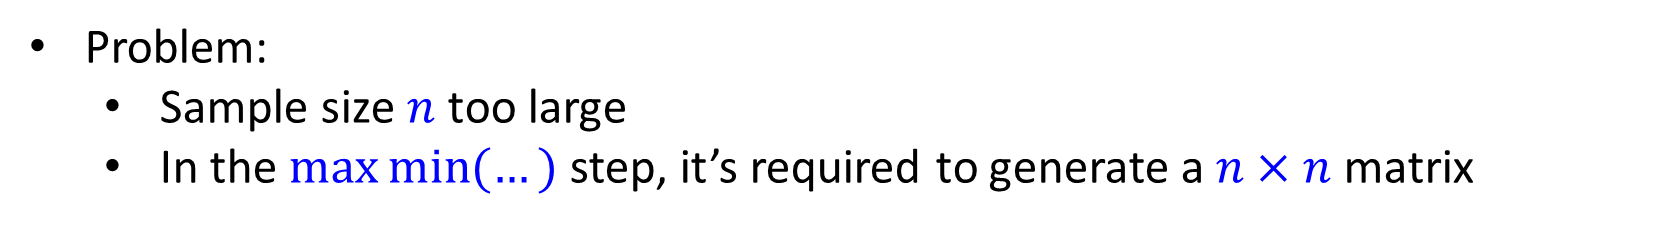 • Problem:
• Sample size n too large
• In the max min(… ) step, it’s required to generate a n × n matrix